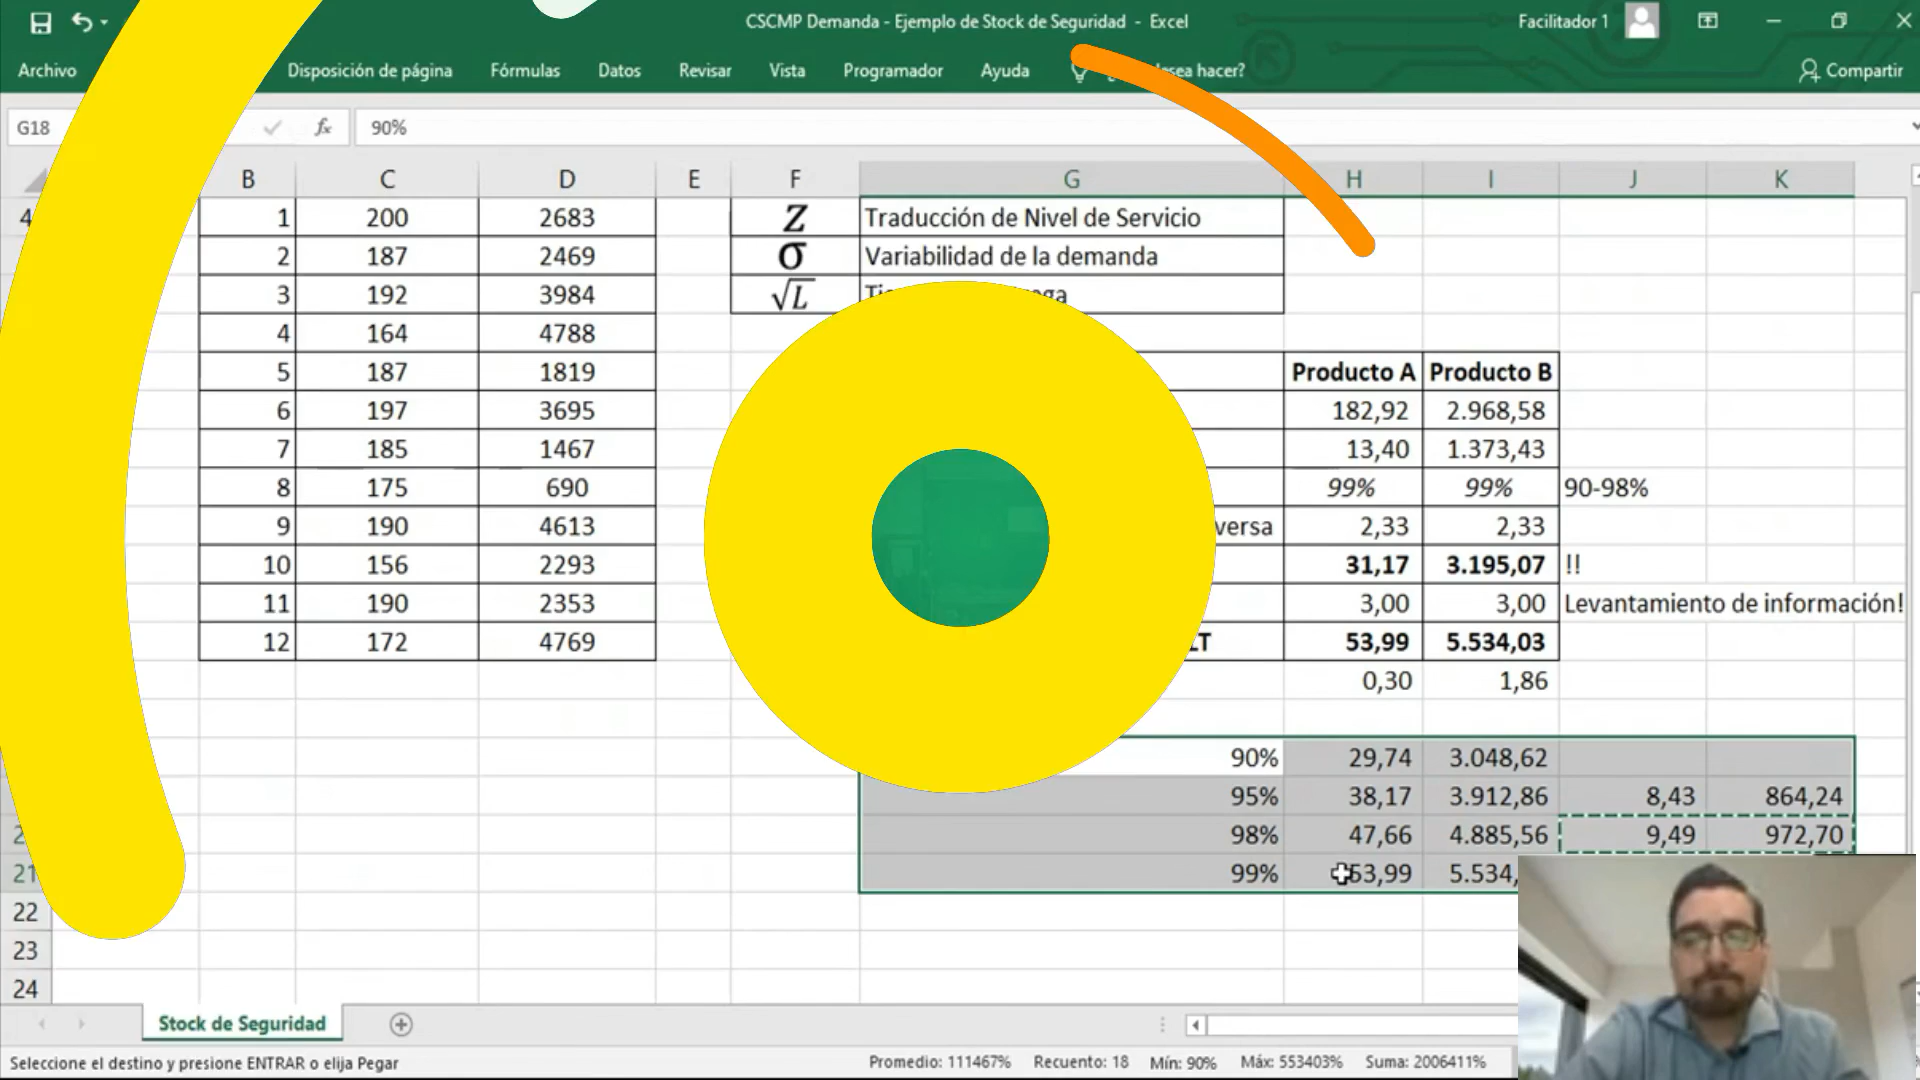 CSCMP Demanda - Ejemplo de Stock de Seguridad - Excel
Facilitador 1
Archivo Disposición de página Fórmulas Datos Revisar Vista Programador Ayuda hacer? Compartir
G18 fx 90%
B C D E F G H I J K
4 1 200 2683 Z Traducción de Nivel de Servicio
2 187 2469 σ Variabilidad de la demanda
3 192 3984 √L
4 164 4788
5 187 1819 Producto A Producto B
6 197 3695 182,92 2.968,58
7 185 1467 13,40 1.373,43
8 175 690 99% 99% 90-98%
9 190 4613 versa 2,33 2,33
10 156 2293 31,17 3.195,07 !!
11 190 2353 3,00 3,00 Levantamiento de información!
12 172 4769 LT 53,99 5.534,03
0,30 1,86
90% 29,74 3.048,62
95% 38,17 3.912,86 8,43 864,24
98% 47,66 4.885,56 9,49 972,70
21 99% 53,99 5.534,
22
23
24
Stock de Seguridad
Seleccione el destino y presione ENTRAR o elija Pegar Promedio: 111467% Recuento: 18 Mín: 90% Máx: 553403% Suma: 2006411%